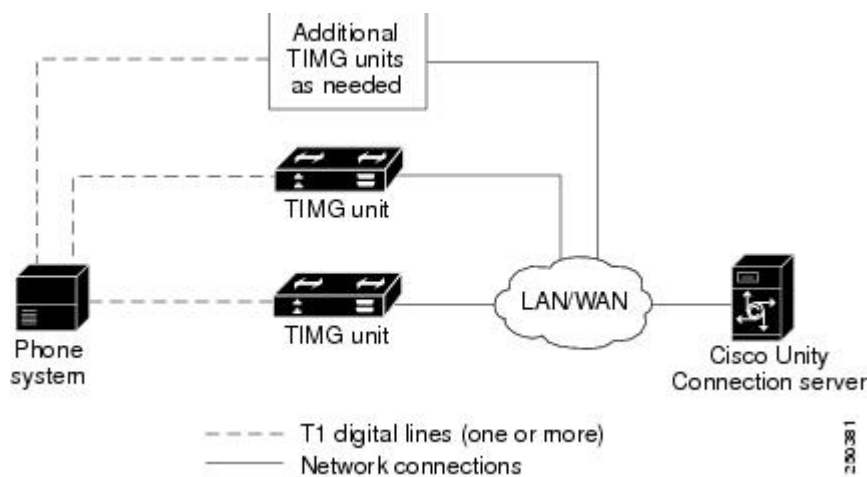 Additional
TIMG units
as needed
TIMG unit
TIMG unit
LAN/WAN
Phone
system
Cisco Unity
Connection server
T1 digital lines (one or more)
Network connections
250381